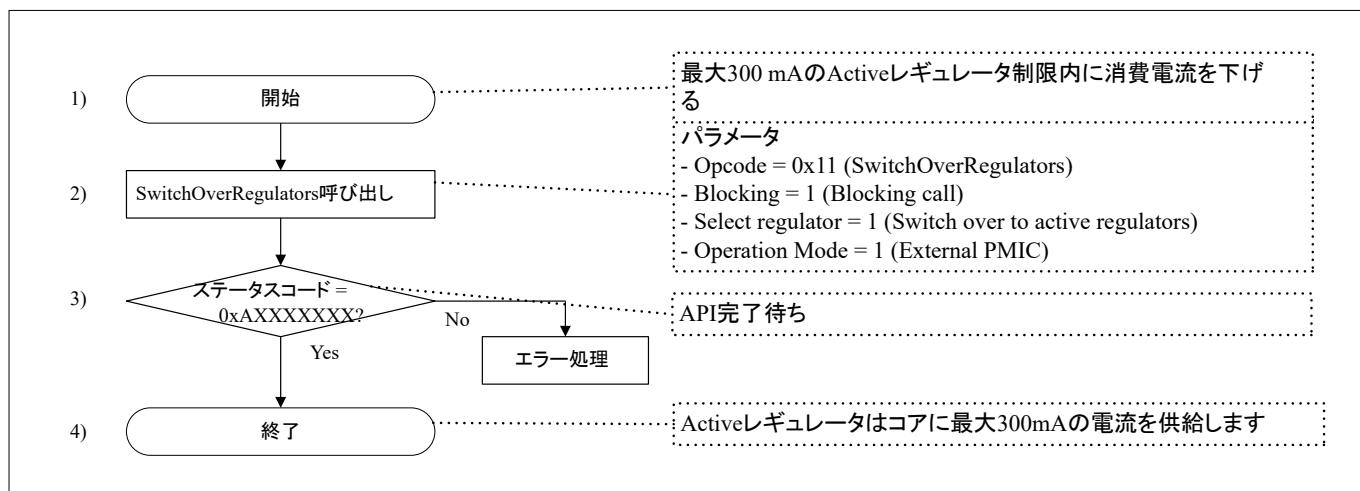 1)
開始
最大300 mAのActiveレギュレータ制限内に消費電流を下げ
る
2)
SwitchOverRegulators呼び出し
パラメータ
- Opcode = 0x11 (SwitchOverRegulators)
- Blocking = 1 (Blocking call)
- Select regulator = 1 (Switch over to active regulators)
- Operation Mode = 1 (External PMIC)
3)
ステータスコード =
0xAXXXXXXX?
No
Yes
エラー処理
API完了待ち
4)
終了
Activeレギュレータはコアに最大300mAの電流を供給します